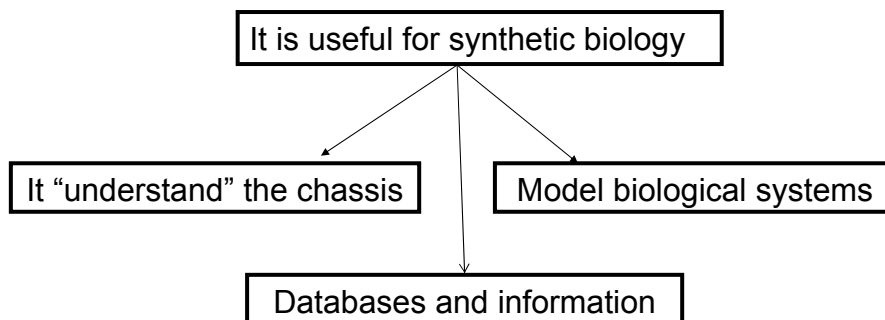 It is useful for synthetic biology
It “understand” the chassis
Model biological systems
Databases and information